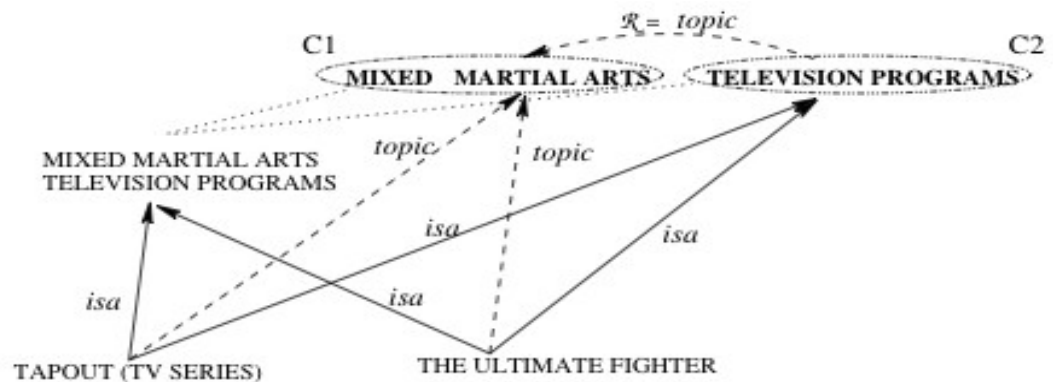 R = topic
C1
C2
MIXED MARTIAL ARTS
TELEVISION PROGRAMS
topic
topic
MIXED MARTIAL ARTS
TELEVISION PROGRAMS
isa
isa
isa
isa
TAPOUT (TV SERIES)
THE ULTIMATE FIGHTER